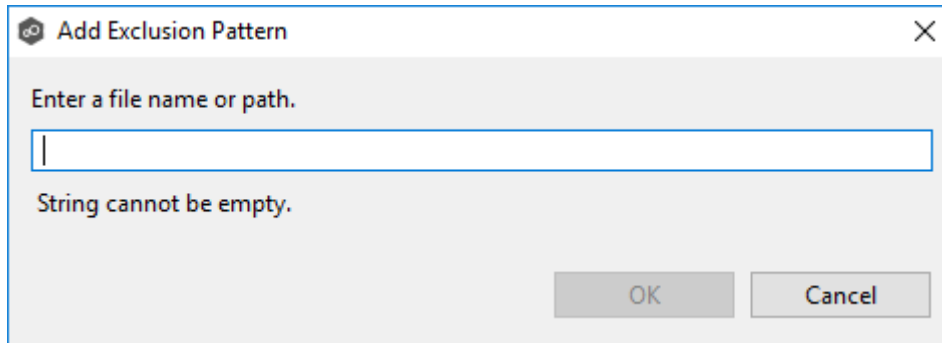 Add Exclusion Pattern
Enter a file name or path.
String cannot be empty.
OK
Cancel